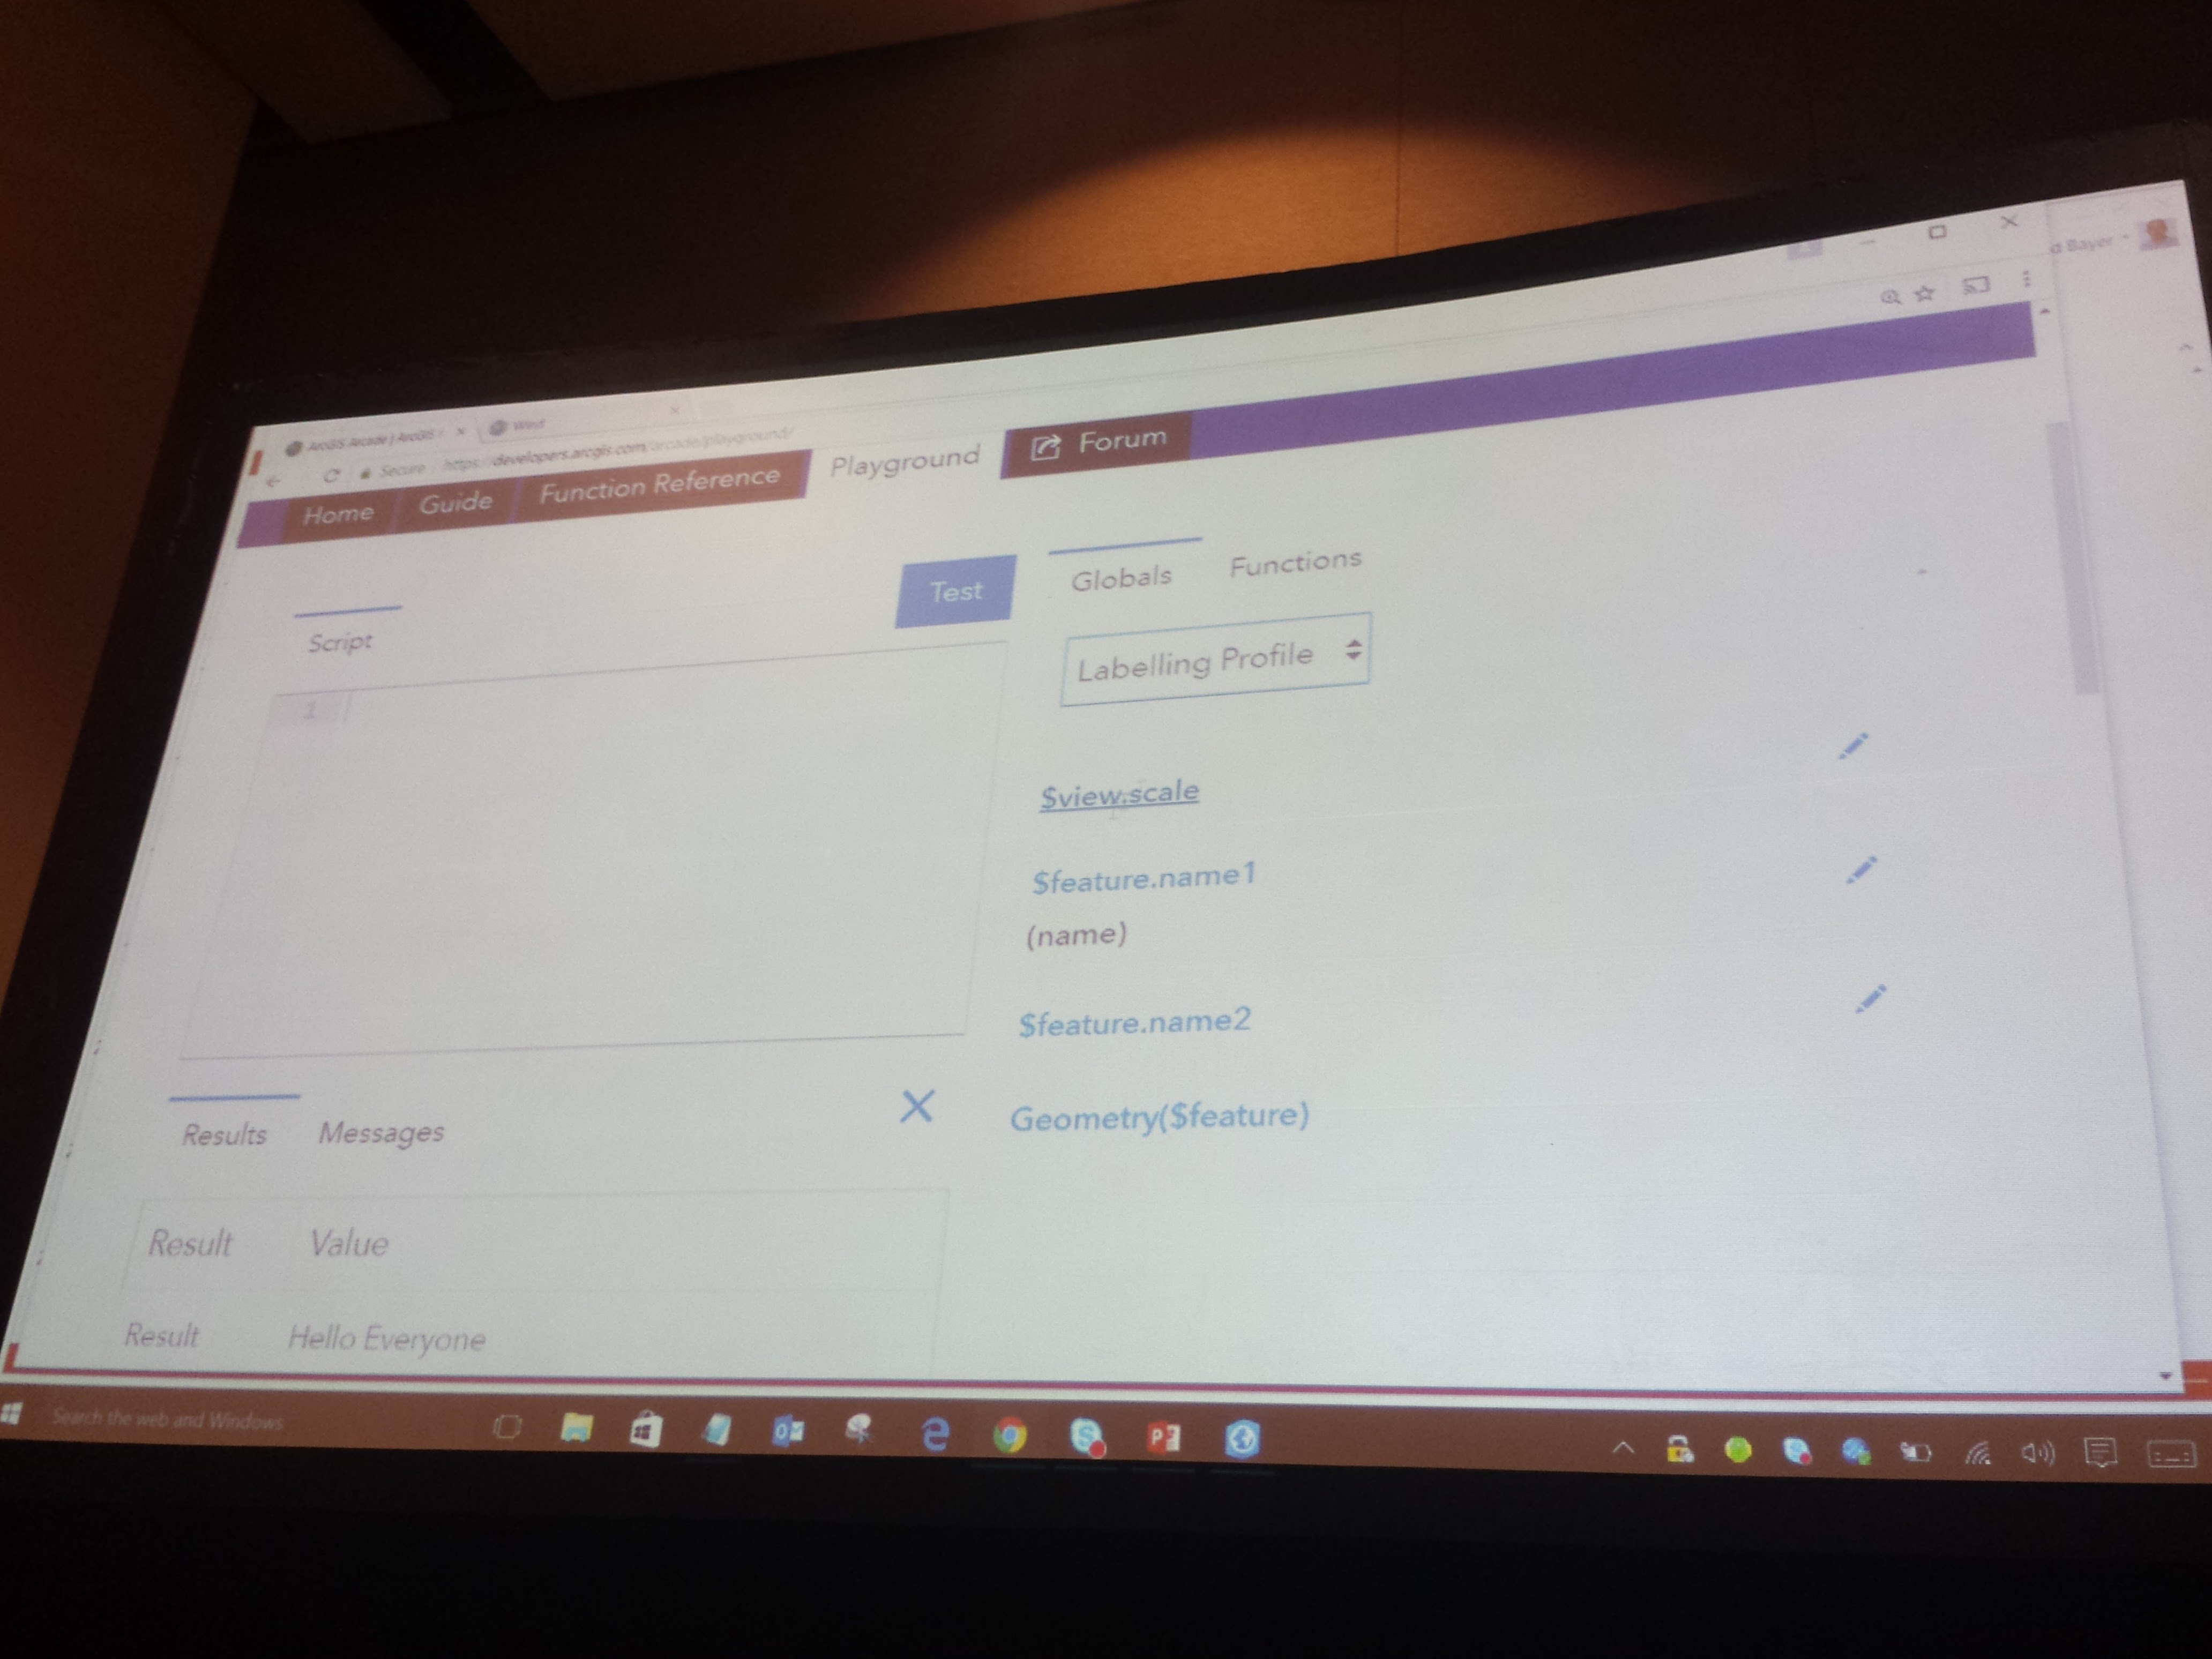 d Bayer
ArcGIS Arcade | ArcGIS
West
Secure https://developers.arcgis.com/arcade/playground/
Home Guide Function Reference Playground Forum
Script Test Globals Functions
Labelling Profile
1
$view.scale
$feature.name1
(name)
$feature.name2
Geometry($feature)
Results Messages
Result Value
Result Hello Everyone
Search the web and Windows